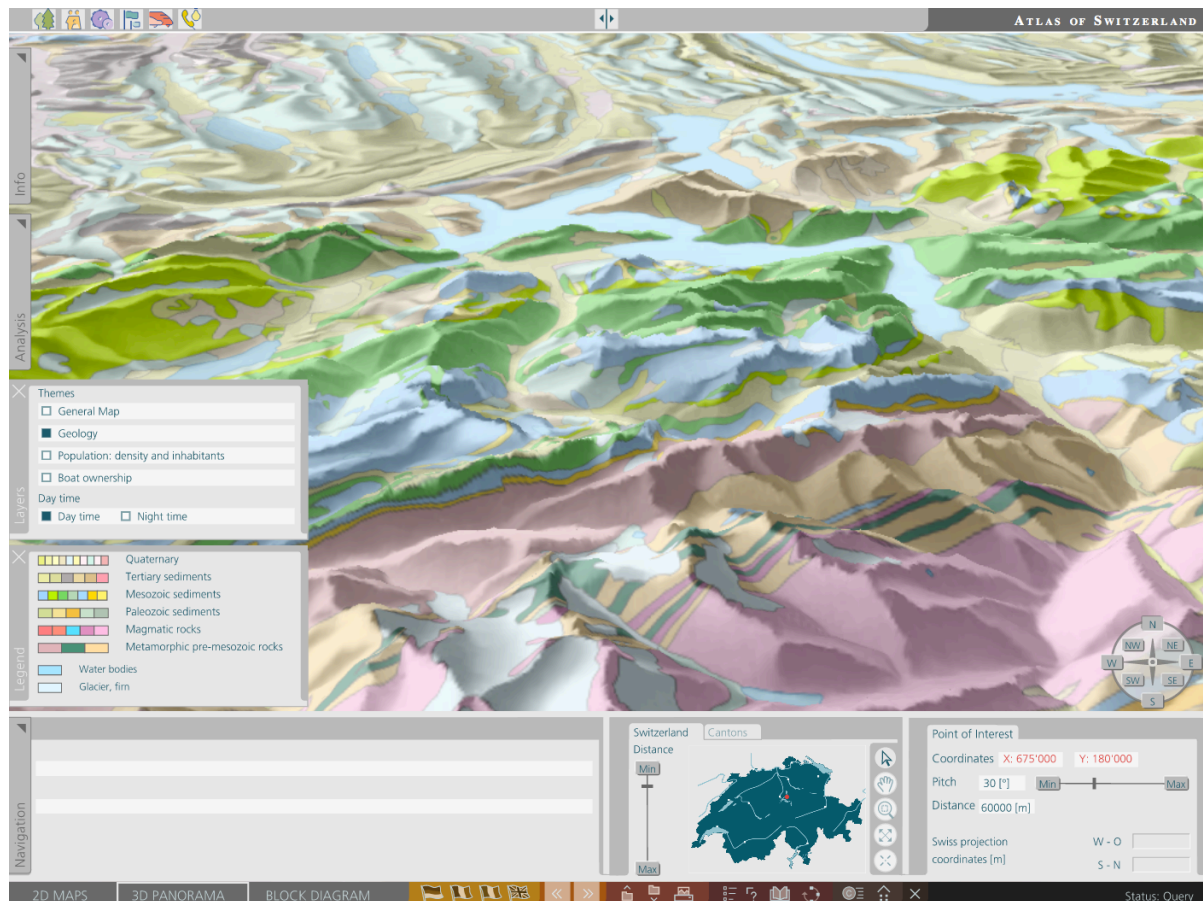 ATLAS OF SWITZERLAND
Info
Analysis
Layers
Themes
General Map
Geology
Population: density and inhabitants
Boat ownership
Day time
Day time Night time
Legend
Quaternary
Tertiary sediments
Mesozoic sediments
Paleozoic sediments
Magmatic rocks
Metamorphic pre-mesozoic rocks
Water bodies
Glacier, firn
N
NW NE
W E
SW SE
S
Navigation
Switzerland Cantons
Distance
Min
Max
Point of Interest
Coordinates X: 675'000 Y: 180'000
Pitch 30 [°] Min Max
Distance 60000 [m]
Swiss projection W - O
coordinates [m] S - N
2D MAPS 3D PANORAMA BLOCK DIAGRAM
Status: Query